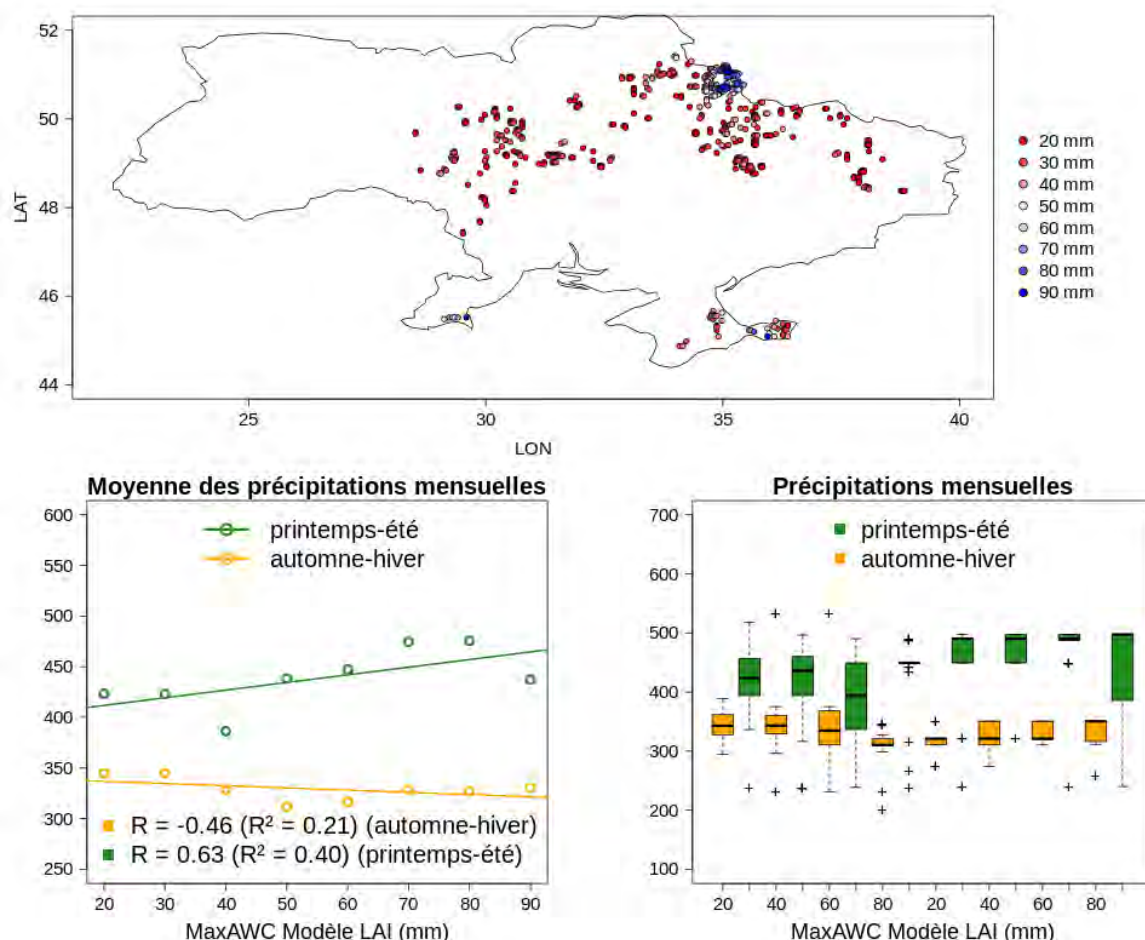 52
50
48
46
44
LAT
25
30
35
40
LON
20 mm
30 mm
40 mm
50 mm
60 mm
70 mm
80 mm
90 mm
Moyenne des précipitations mensuelles
600
550
500
450
400
350
300
250
printemps-été
automne-hiver
R = -0.46 (R² = 0.21) (automne-hiver)
R = 0.63 (R² = 0.40) (printemps-été)
20 30 40 50 60 70 80 90
MaxAWC Modèle LAI (mm)
Précipitations mensuelles
700
600
500
400
300
200
100
printemps-été
automne-hiver
20 40 60 80 20 40 60 80
MaxAWC Modèle LAI (mm)